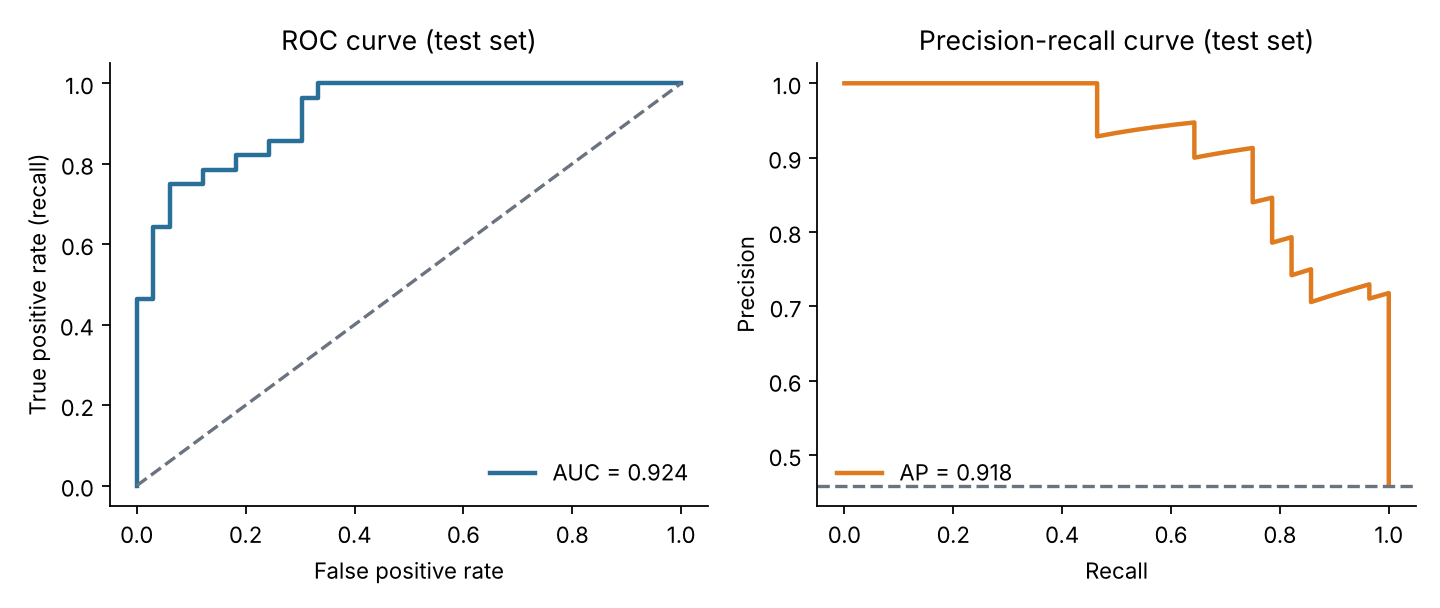 ROC curve (test set)
True positive rate (recall)
1.0
0.8
0.6
0.4
0.2
0.0
AUC = 0.924
0.0 0.2 0.4 0.6 0.8 1.0
False positive rate
Precision-recall curve (test set)
Precision
1.0
0.9
0.8
0.7
0.6
0.5
AP = 0.918
0.0 0.2 0.4 0.6 0.8 1.0
Recall